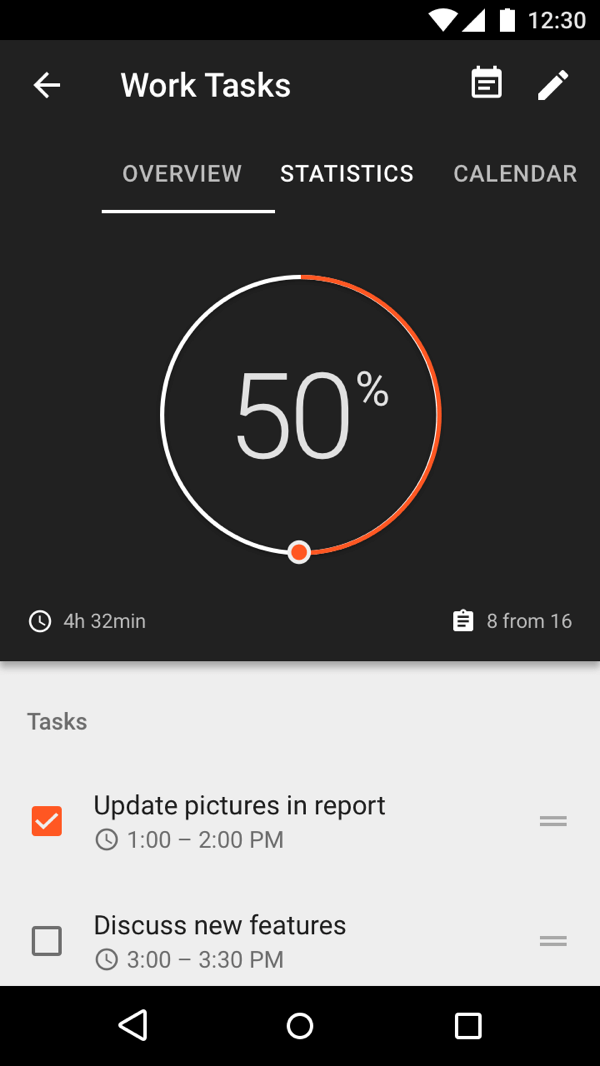 12:30
Work Tasks
OVERVIEW STATISTICS CALENDAR
50%
4h 32min 8 from 16
Tasks
Update pictures in report
1:00 – 2:00 PM
Discuss new features
3:00 – 3:30 PM